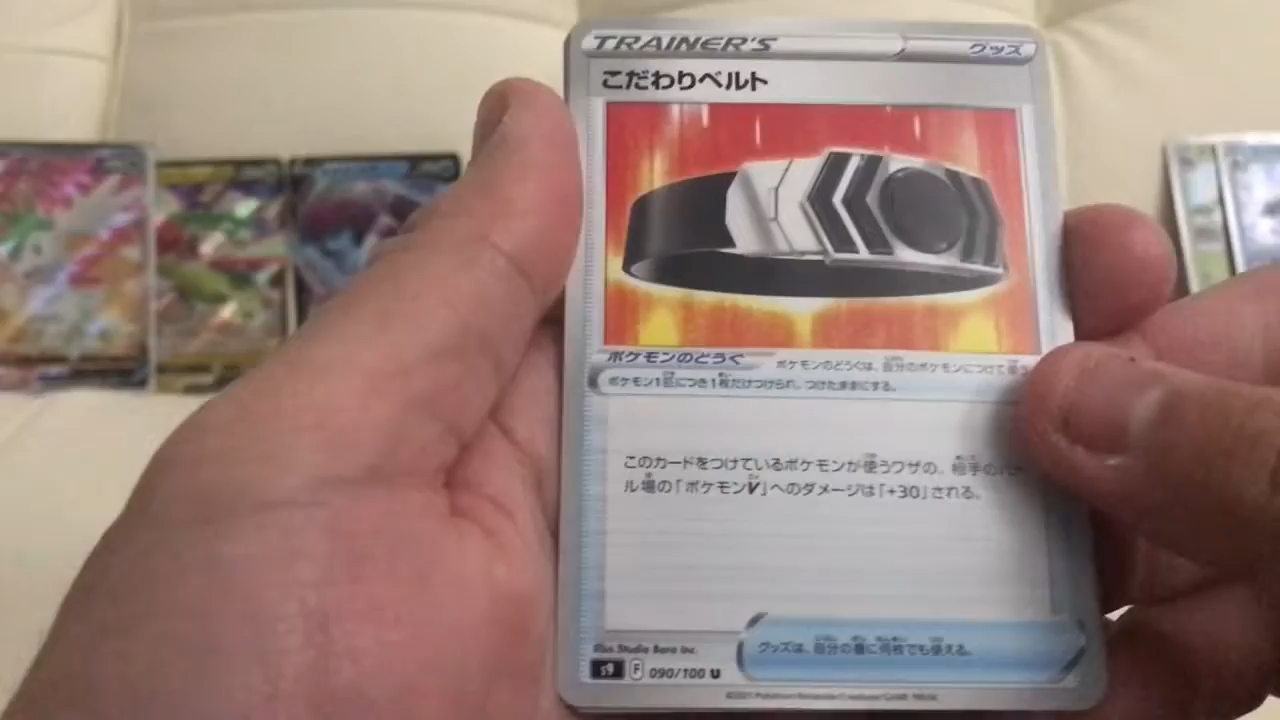 TRAINER'S グッズ
こだわりベルト
ポケモンのどうぐ ポケモンのどうぐは、自分のポケモンにつけて使う
ポケモン1匹につき1枚だけつけられ、つけたままにする。
このカードをつけているポケモンが使うワザの、相手のバト
ル場の「ポケモンV」へのダメージは「+30」される。
グッズは、自分の番に何枚でも使える。
Illus. Studio Bora Inc.
s9 F 090/100 U